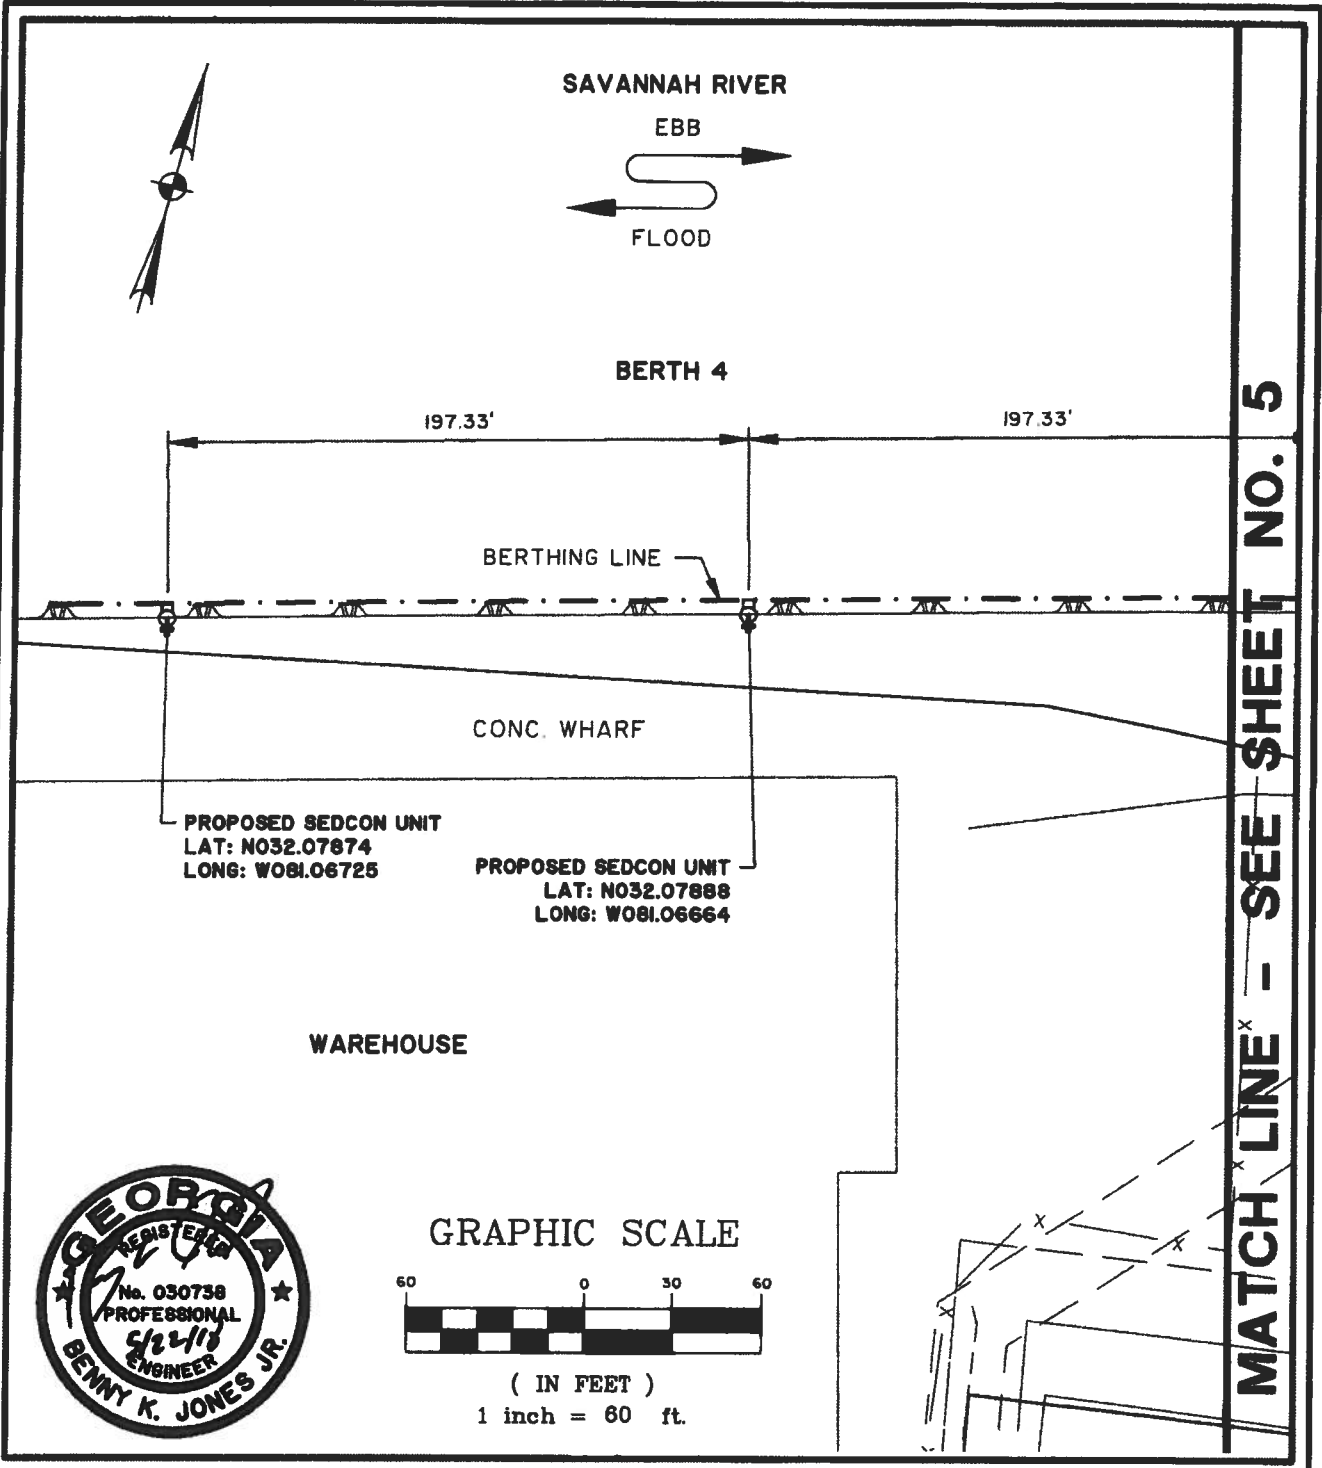 SAVANNAH RIVER
EBB
FLOOD
BERTH 4
197.33'
197.33'
BERTHING LINE
CONC. WHARF
PROPOSED SEDCON UNIT
LAT: N032.07874
LONG: W081.06725
PROPOSED SEDCON UNIT
LAT: N032.07888
LONG: W081.06664
WAREHOUSE
MATCH LINE - SEE SHEET NO. 5
GEORGIA
REGISTERED
No. 030738
PROFESSIONAL
ENGINEER
BENNY K. JONES JR.
GRAPHIC SCALE
60 0 30 60
( IN FEET )
1 inch = 60 ft.
X
X
X
X
X